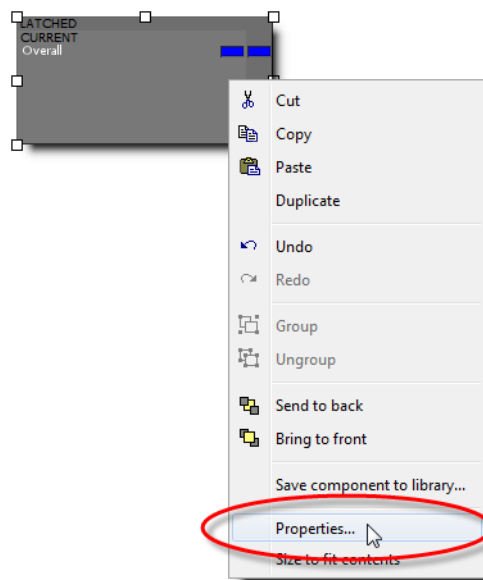 LATCHED
CURRENT
Overall
Cut
Copy
Paste
Duplicate
Undo
Redo
Group
Ungroup
Send to back
Bring to front
Save component to library...
Properties...
Size to fit contents